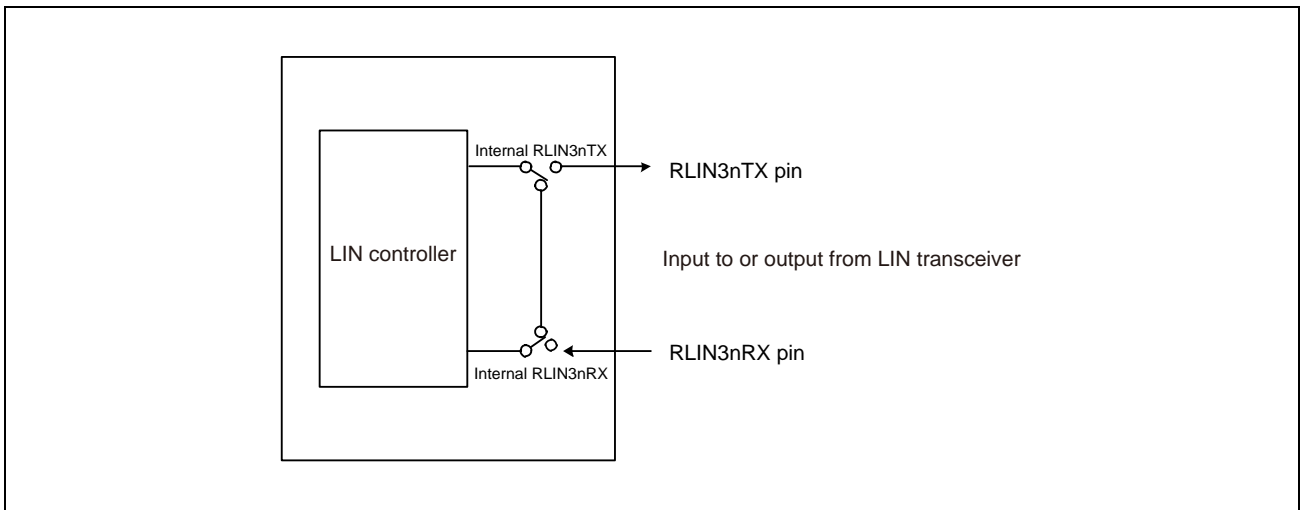 Internal RLIN3nTX
RLIN3nTX pin
LIN controller
Input to or output from LIN transceiver
RLIN3nRX pin
Internal RLIN3nRX